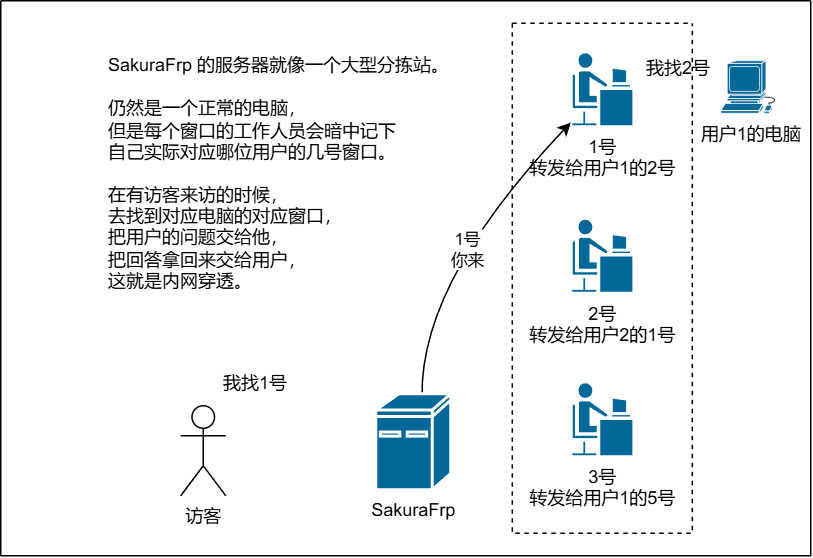 SakuraFrp 的服务器就像一个大型分拣站。
仍然是一个正常的电脑，
但是每个窗口的工作人员会暗中记下
自己实际对应哪位用户的几号窗口。
在有访客来访的时候，
去找到对应电脑的对应窗口，
把用户的问题交给他，
把回答拿回来交给用户，
这就是内网穿透。
我找2号
用户1的电脑
1号
转发给用户1的2号
1号
你来
2号
转发给用户2的1号
我找1号
访客
SakuraFrp
3号
转发给用户1的5号